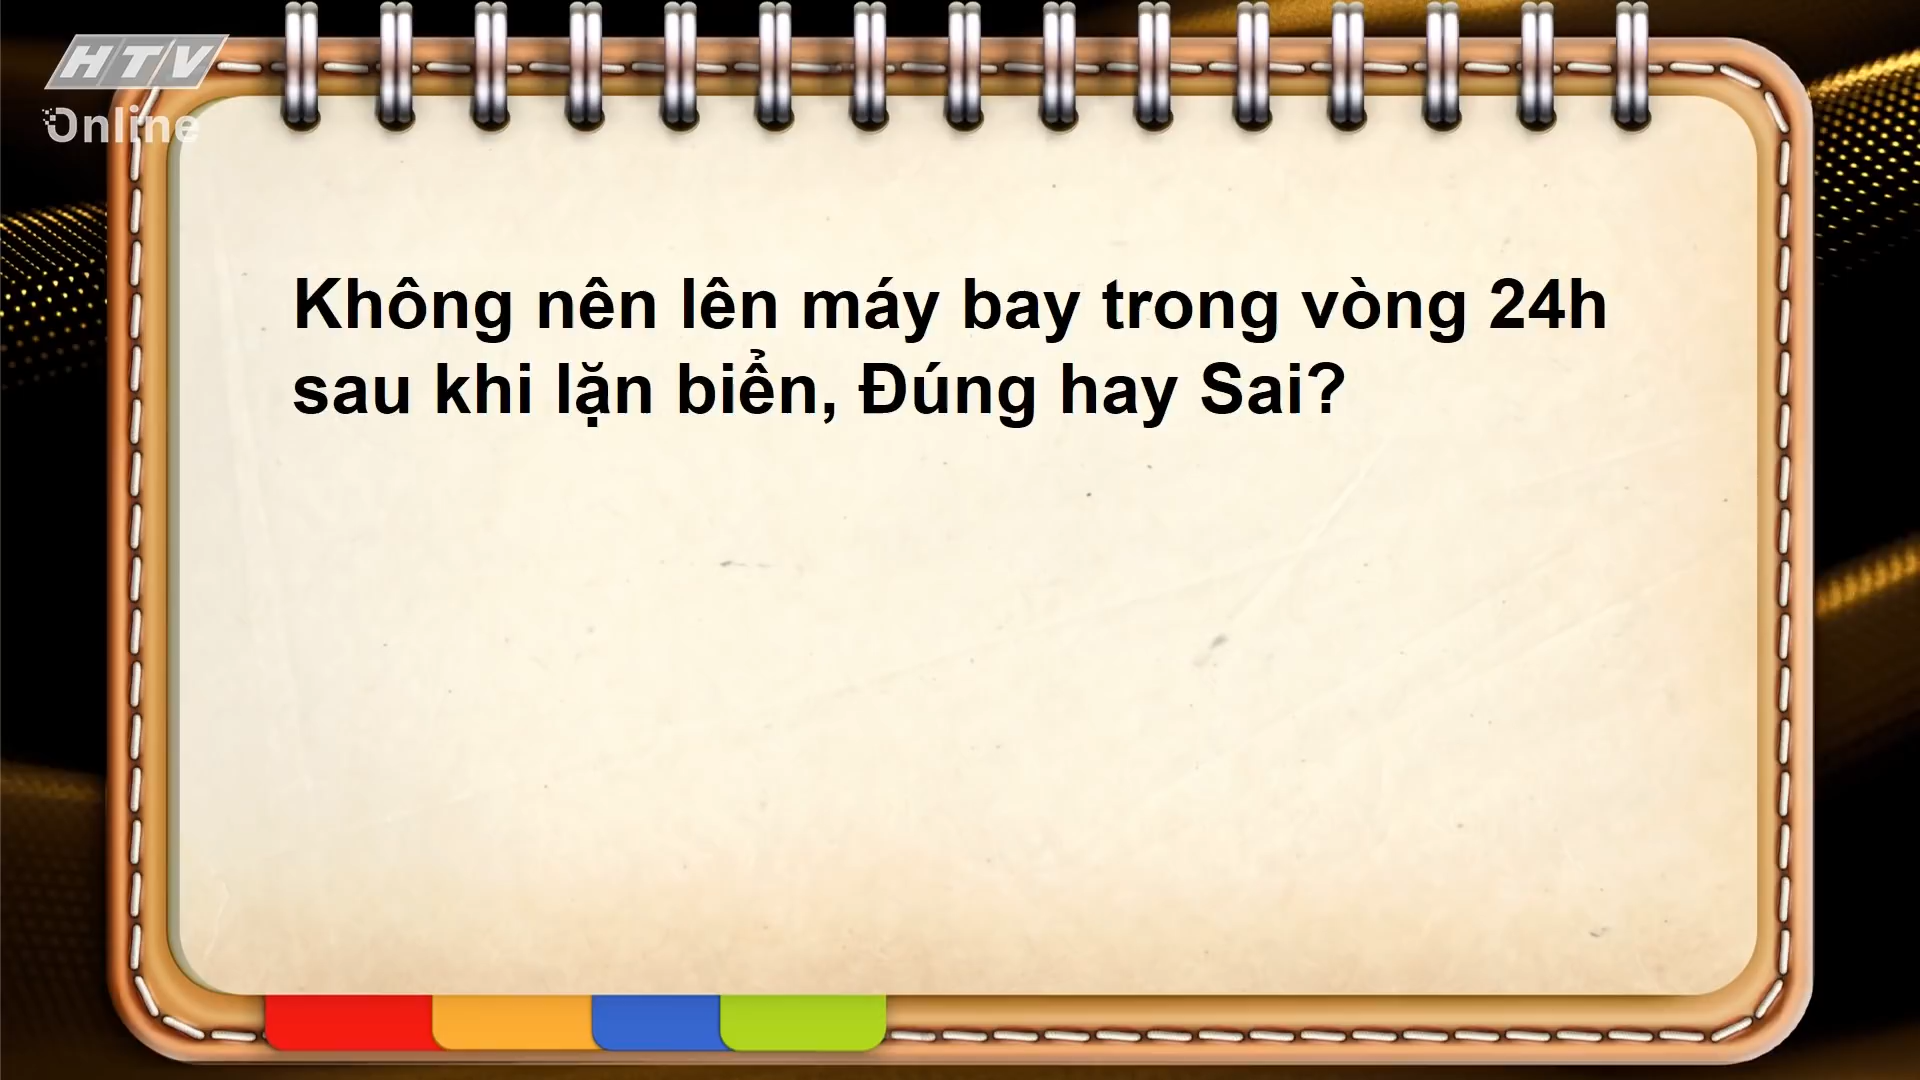 HTV
Online
Không nên lên máy bay trong vòng 24h
sau khi lặn biển, Đúng hay Sai?